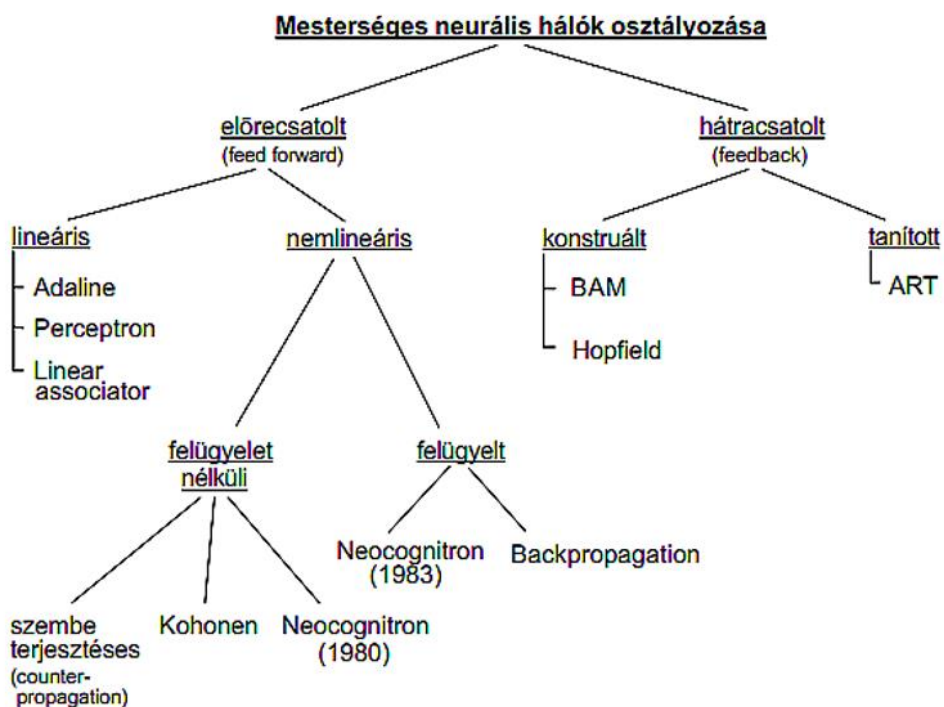 Mesterséges neurális hálók osztályozása
előrecsatolt
(feed forward)
hátracsatolt
(feedback)
lineáris
Adaline
Perceptron
Linear
associator
nemlineáris
konstruált
BAM
Hopfield
tanított
ART
felügyelet
nélküli
felügyelt
Neocognitron
(1983)
Backpropagation
szembe
terjesztéses
(counter-
propagation)
Kohonen
Neocognitron
(1980)